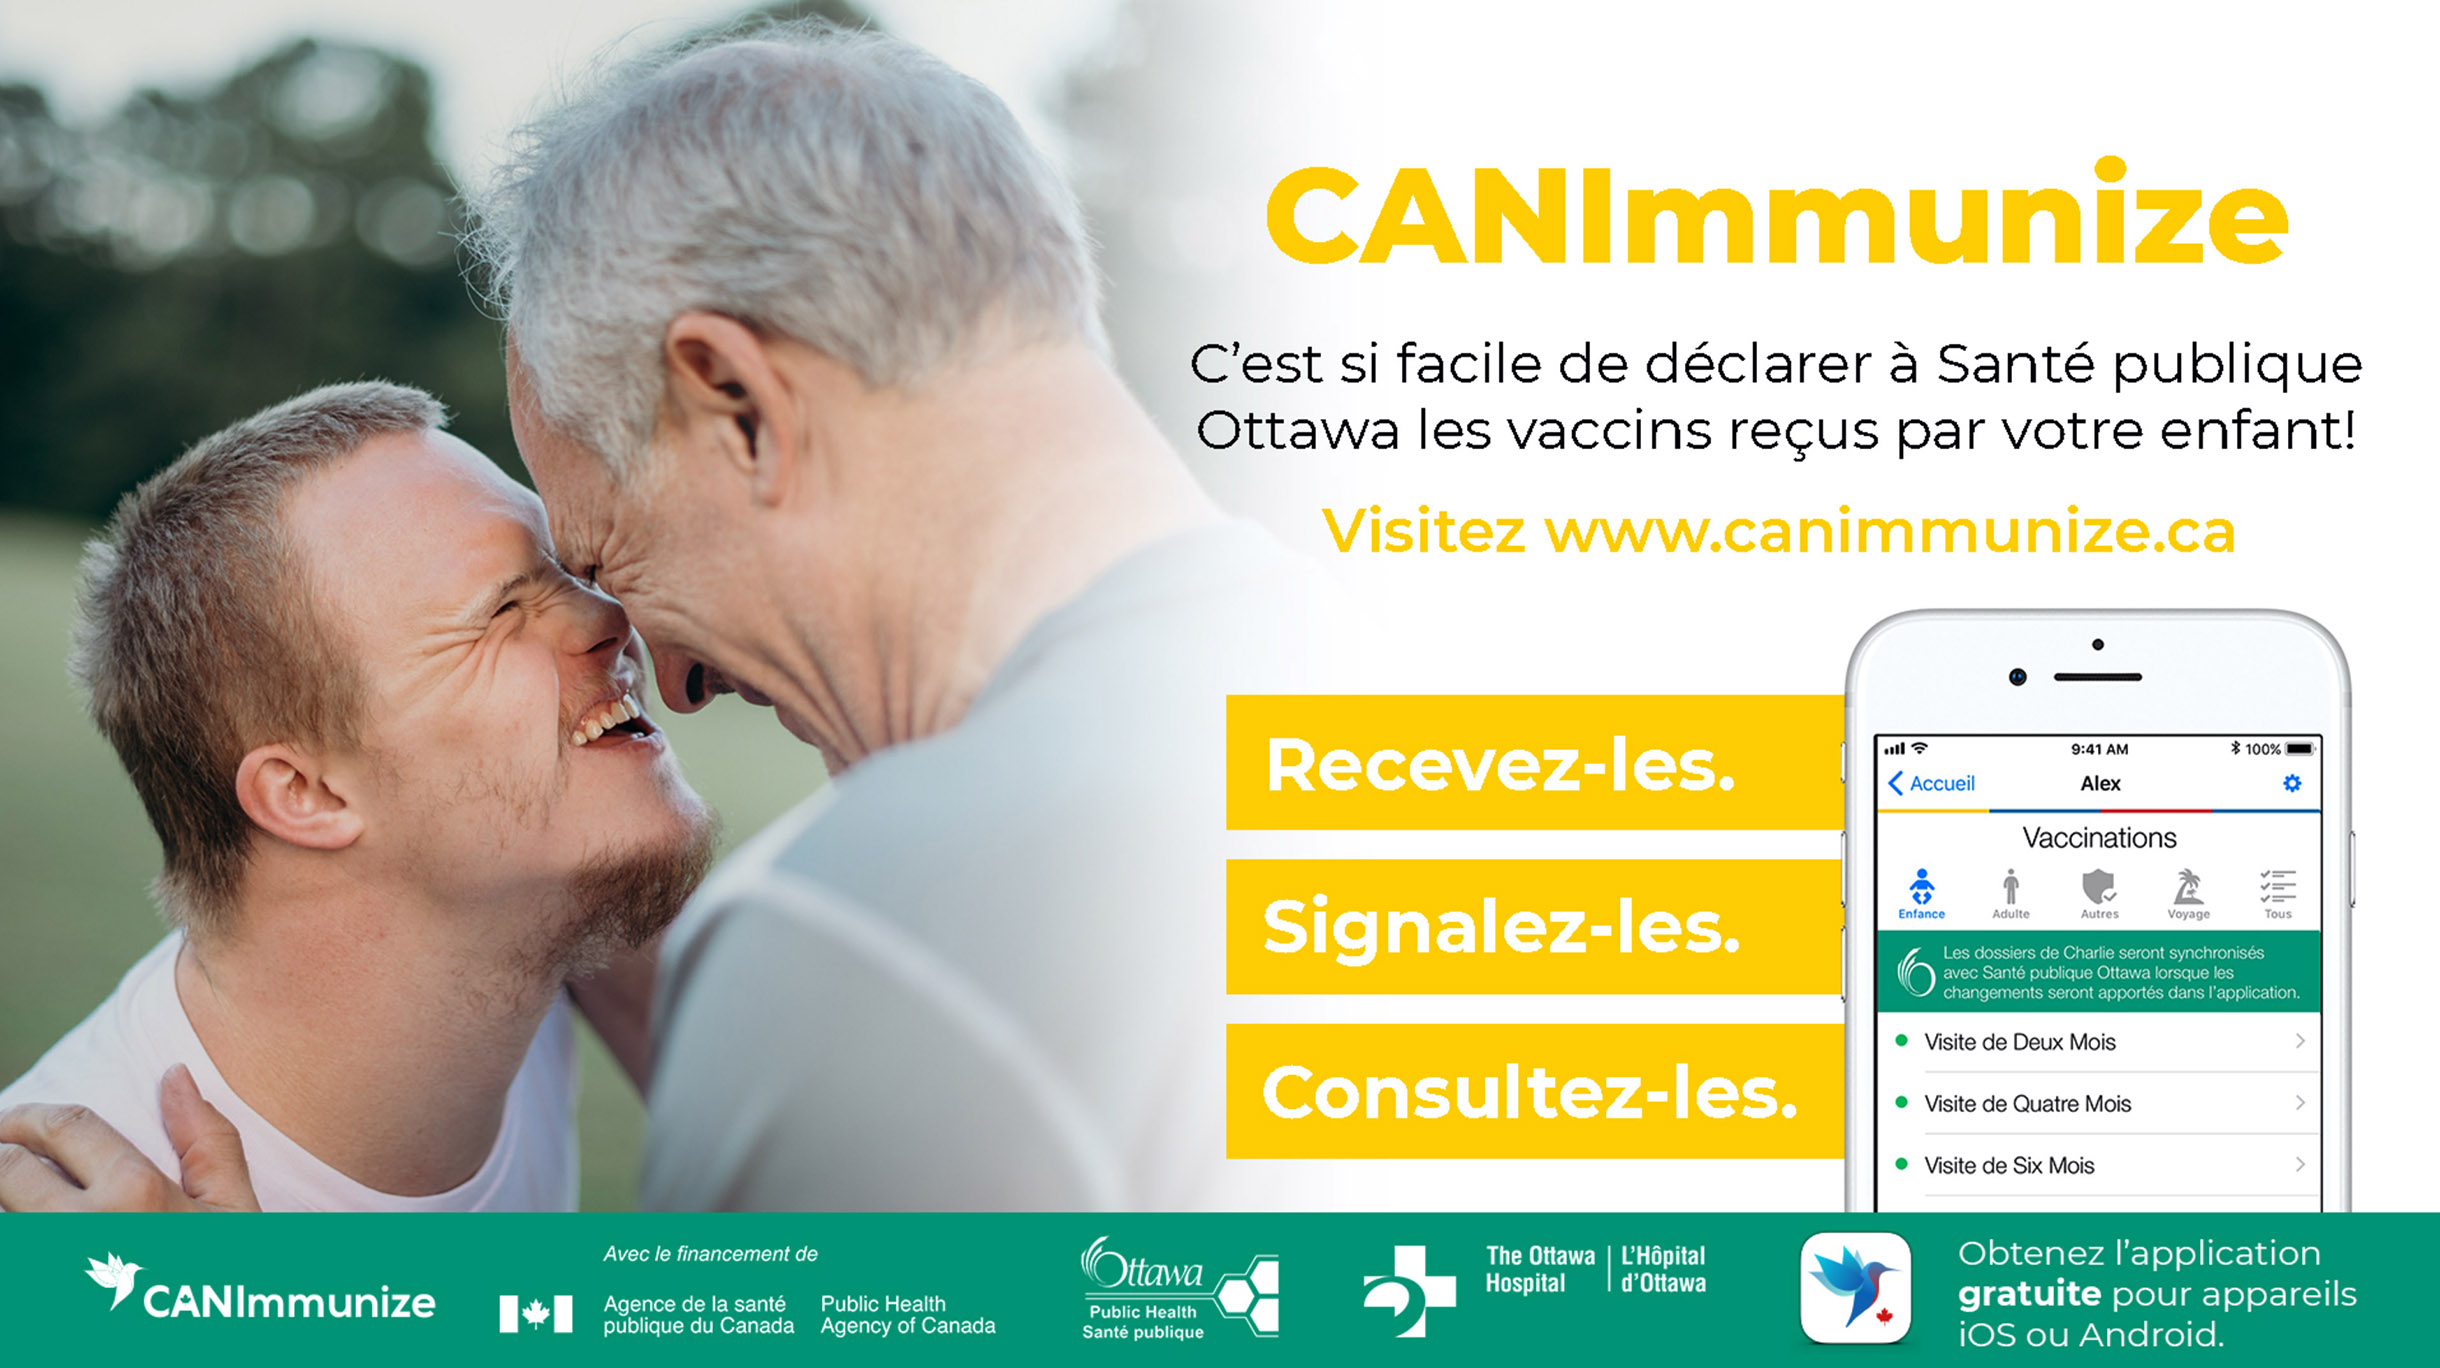 CANImmunize
C'est si facile de déclarer à Santé publique
Ottawa les vaccins reçus par votre enfant!
Visitez www.canimmunize.ca
Recevez-les.
Signalez-les.
Consultez-les.
9:41 AM
100%
Accueil
Alex
Vaccinations
Enfance
Adulte
Autres
Voyage
Tous
Les dossiers de Charlie seront synchronisés
avec Santé publique Ottawa lorsque les
changements seront apportés dans l'application.
Visite de Deux Mois
Visite de Quatre Mois
Visite de Six Mois
CANImmunize
Avec le financement de
Agence de la santé
publique du Canada
Public Health
Agency of Canada
Ottawa
Public Health
Santé publique
The Ottawa
Hospital
L'Hôpital
d'Ottawa
Obtenez l'application
gratuite pour appareils
iOS ou Android.